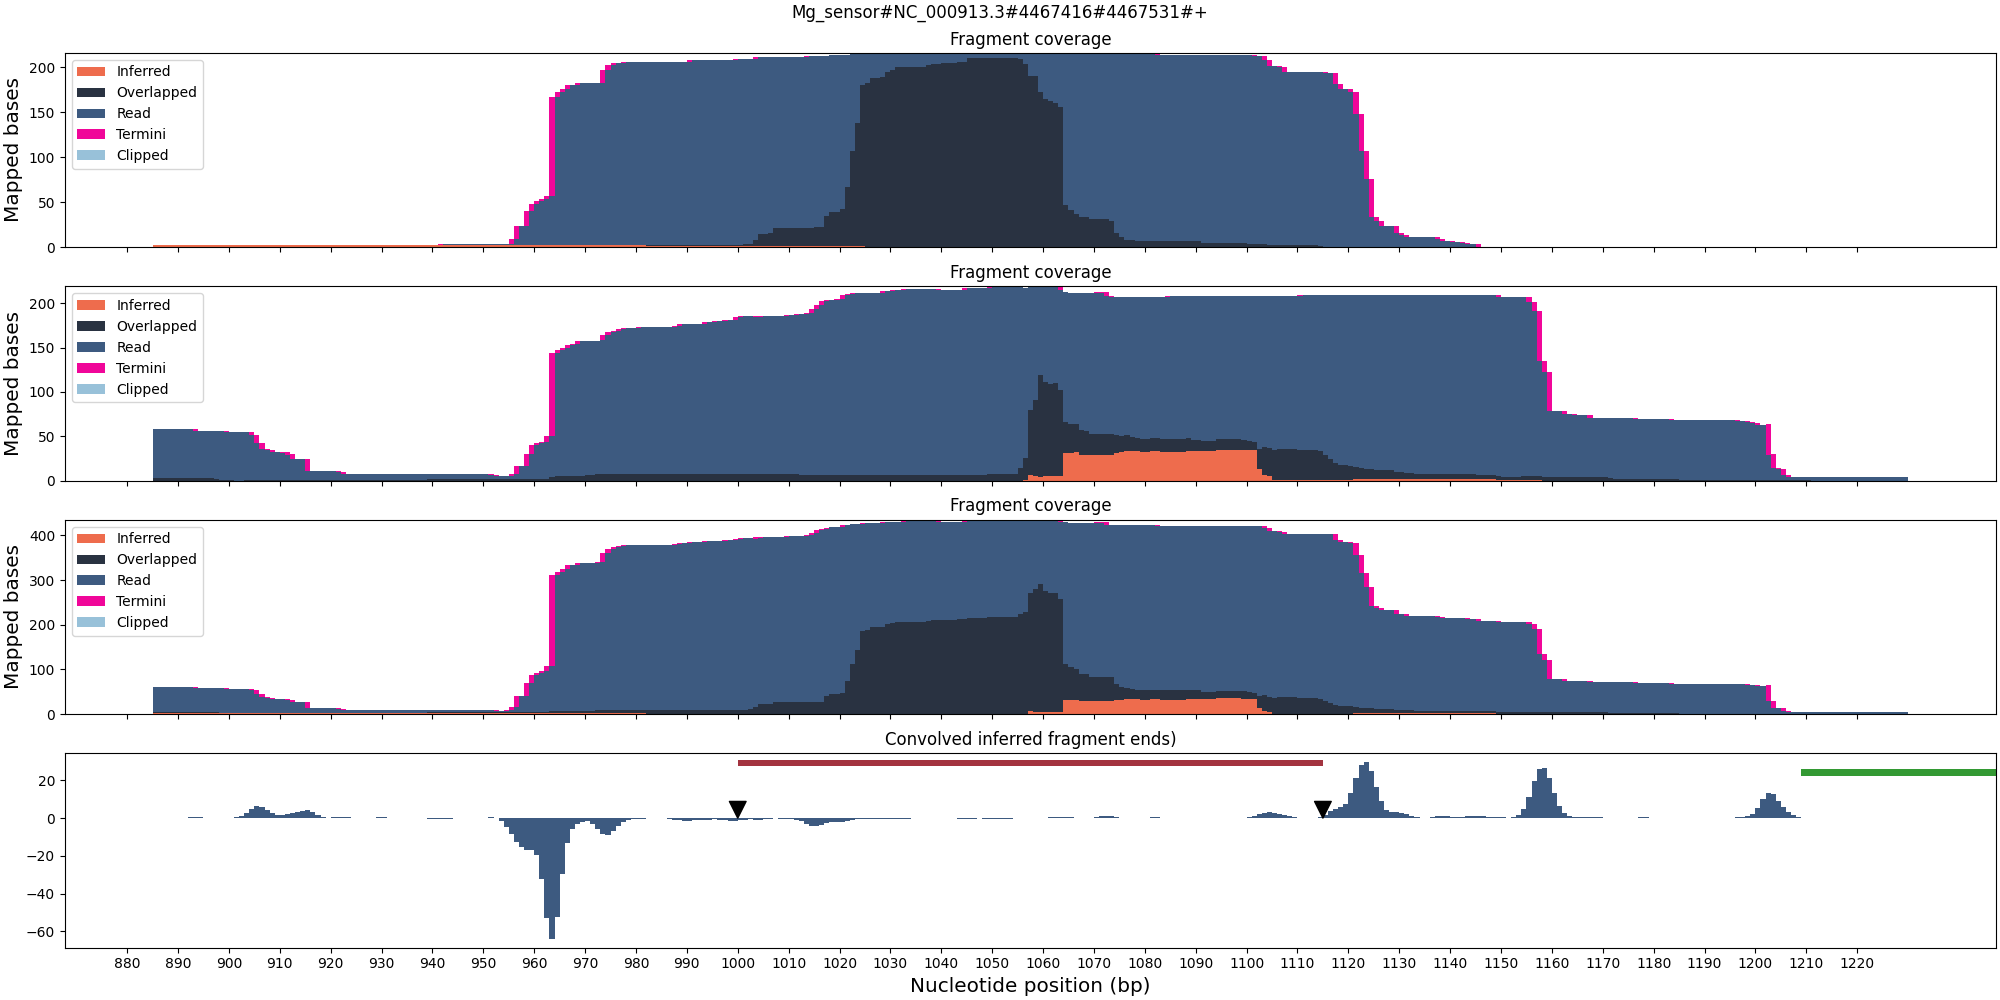 Mg_sensor#NC_000913.3#4467416#4467531#+
Fragment coverage
Mapped bases
200
150
100
50
0
Inferred
Overlapped
Read
Termini
Clipped
Fragment coverage
Mapped bases
200
150
100
50
0
Inferred
Overlapped
Read
Termini
Clipped
Fragment coverage
Mapped bases
400
300
200
100
0
Inferred
Overlapped
Read
Termini
Clipped
Convolved inferred fragment ends)
20
0
−20
−40
−60
880 890 900 910 920 930 940 950 960 970 980 990 1000 1010 1020 1030 1040 1050 1060 1070 1080 1090 1100 1110 1120 1130 1140 1150 1160 1170 1180 1190 1200 1210 1220
Nucleotide position (bp)